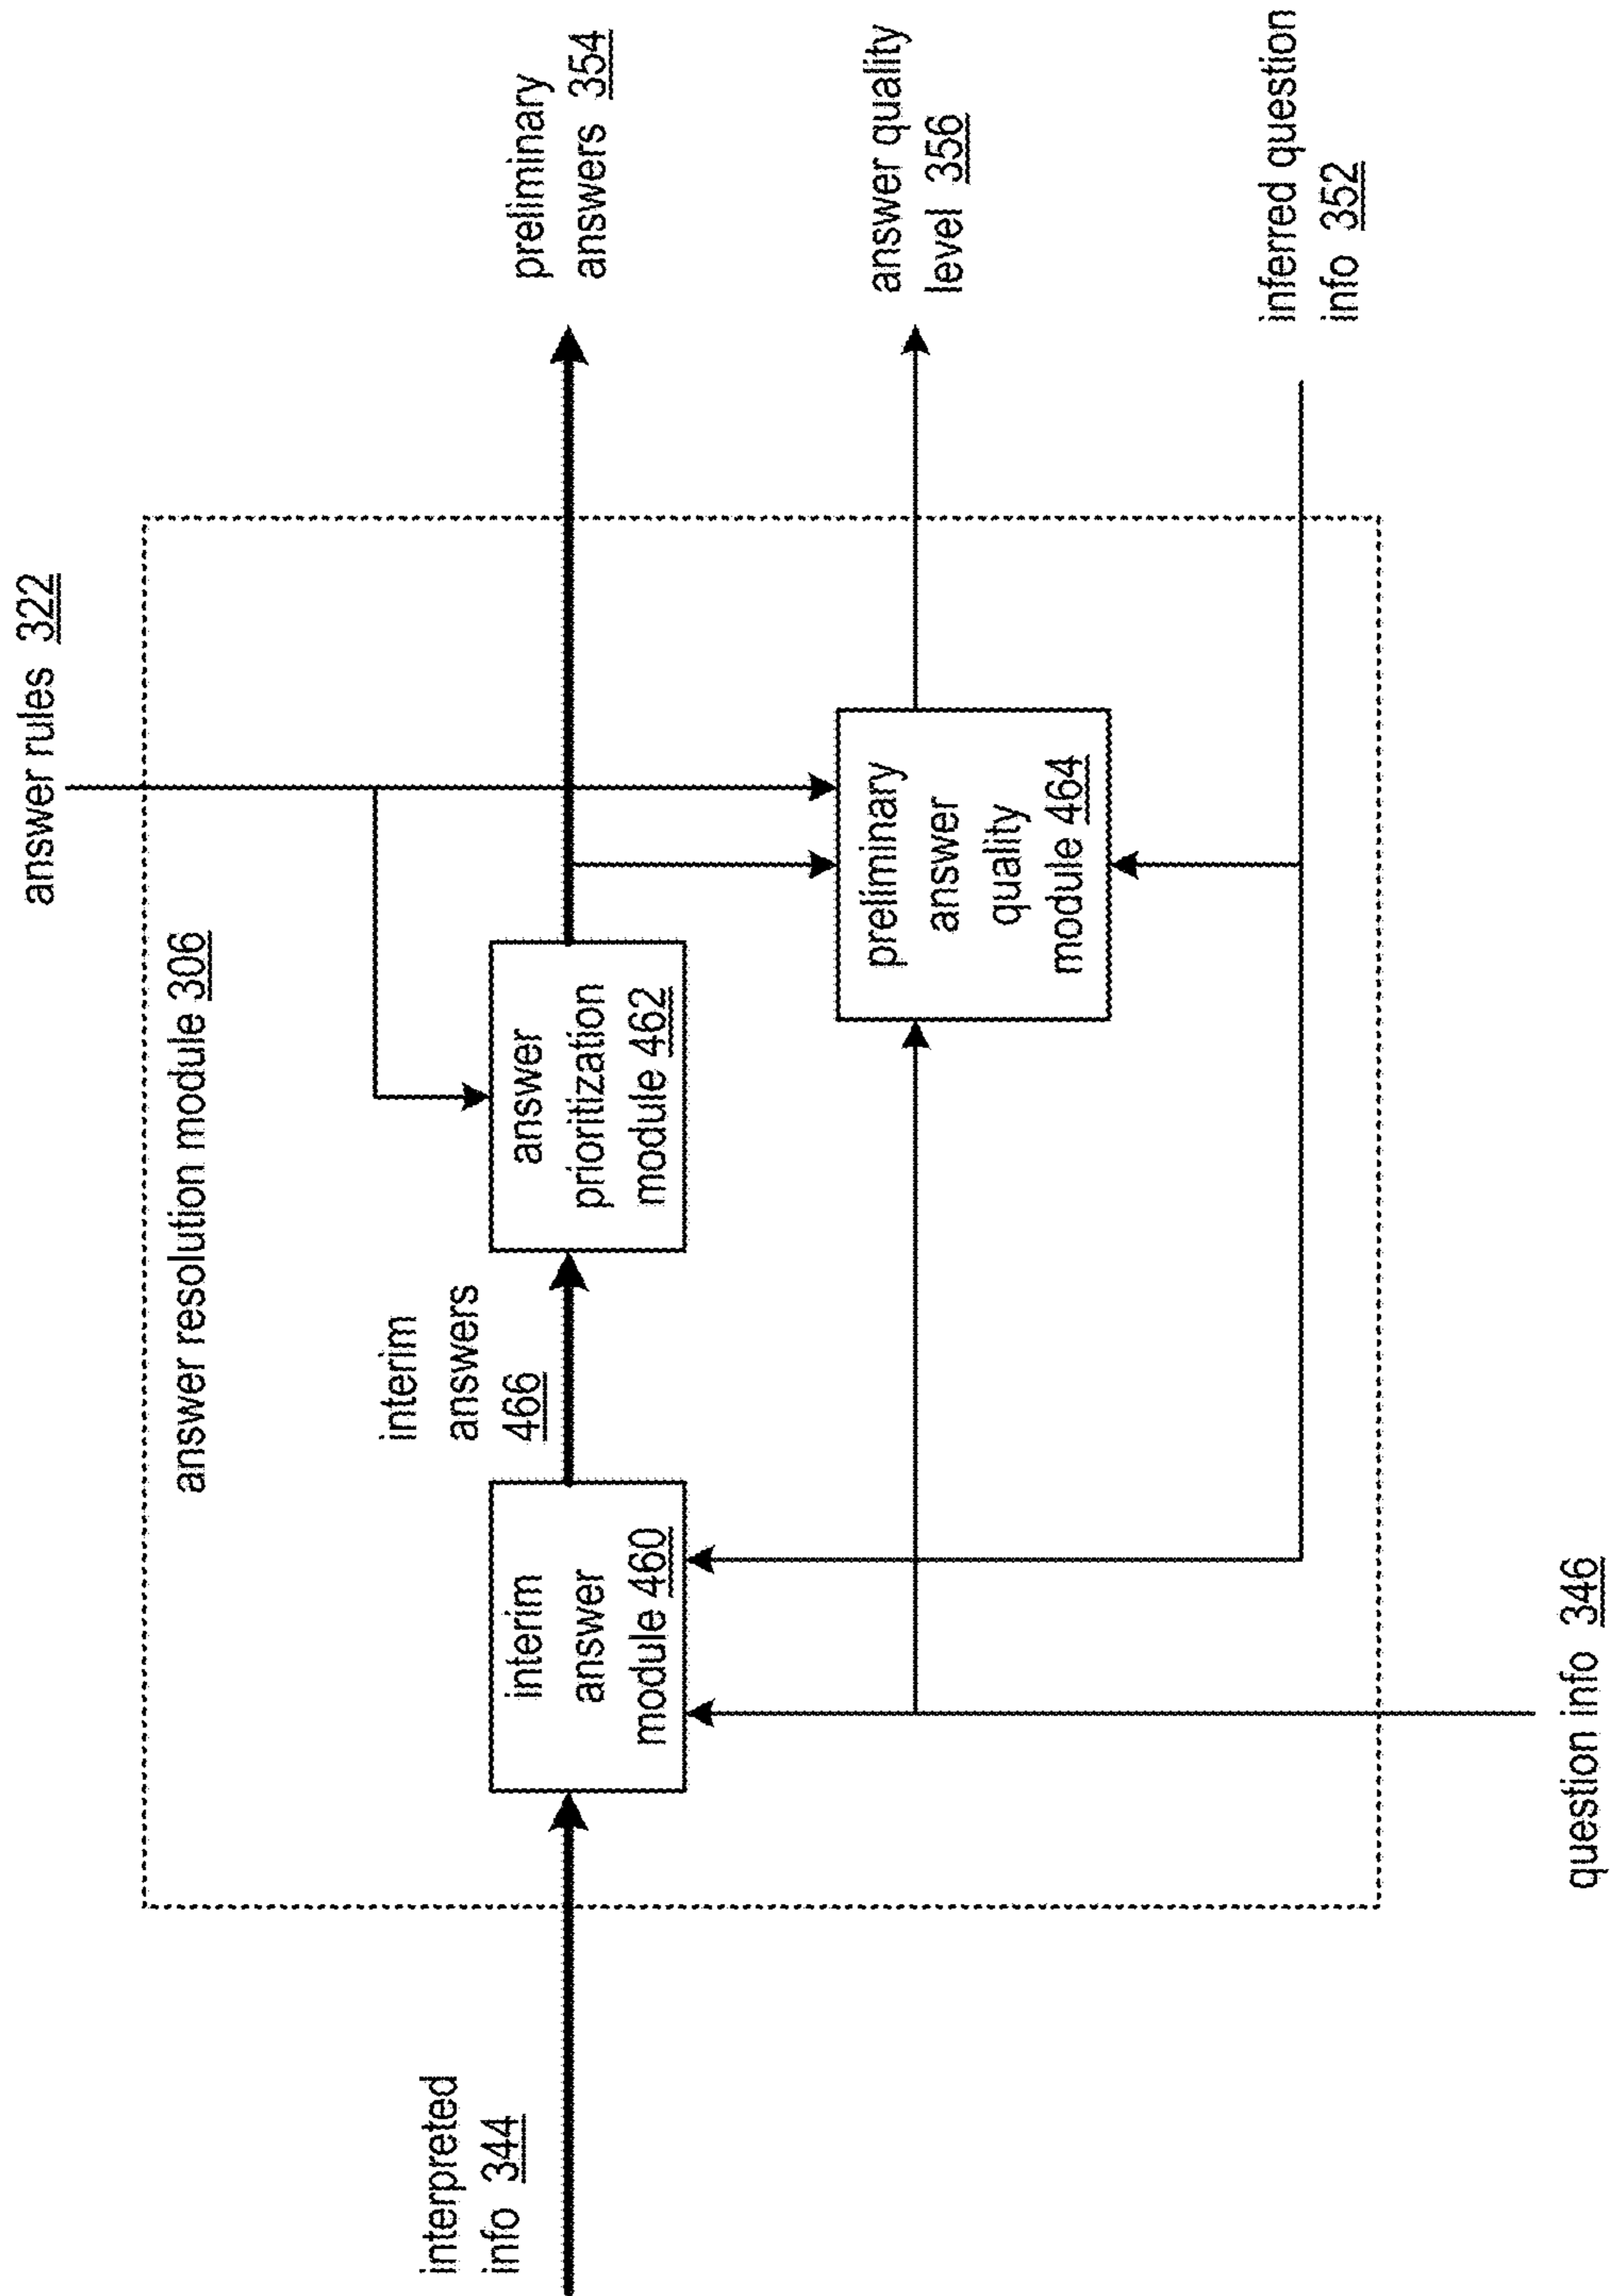 answer rules 322
answer resolution module 306
interpreted
info 344
interim
answer
module 460
interim
answers
466
answer
prioritization
module 462
preliminary
answers 354
preliminary
answer
quality
module 464
answer quality
level 356
inferred question
info 352
question info 346